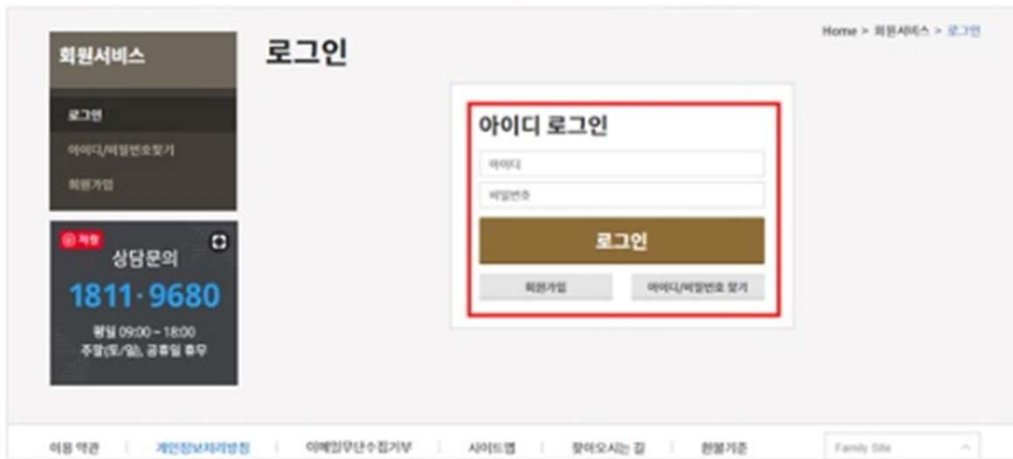 Home > 회원서비스 > 로그인
회원서비스
로그인
로그인
아이디/비밀번호찾기
회원가입
저장
상담문의
1811·9680
평일 09:00 ~ 18:00
주말(토/일), 공휴일 휴무
아이디 로그인
아이디
비밀번호
로그인
회원가입
아이디/비밀번호 찾기
이용 약관
개인정보처리방침
이메일무단수집거부
사이트맵
찾아오시는 길
환불기준
Family Site